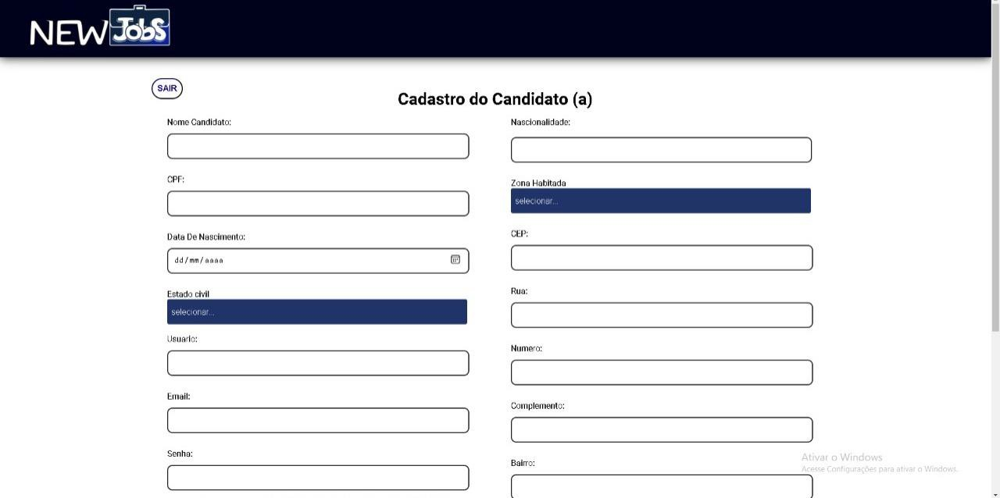 NEW JobS
SAIR
Cadastro do Candidato (a)
Nome Candidato:
CPF:
Data De Nascimento:
dd/mm/aaaa
Estado civil
selecionar...
Usuario:
Email:
Senha:
Nascionalidade:
Zona Habitada
selecionar...
CEP:
Rua:
Numero:
Complemento:
Bairro:
Ativar o Windows
Acesse Configurações para ativar o Windows.